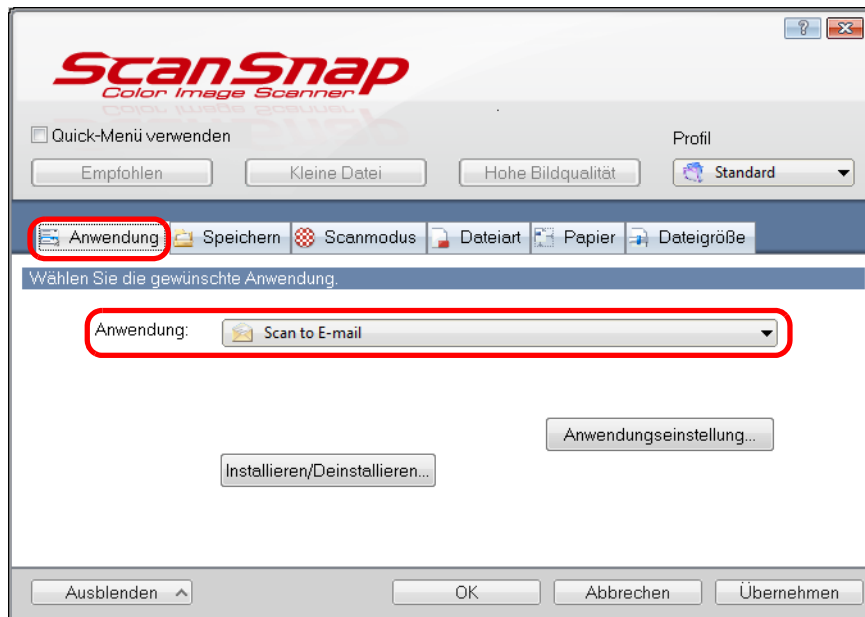 ScanSnap
Color Image Scanner
Quick-Menü verwenden
Profil
Empfohlen Kleine Datei Hohe Bildqualität Standard
Anwendung Speichern Scanmodus Dateiart Papier Dateigröße
Wählen Sie die gewünschte Anwendung.
Anwendung: Scan to E-mail
Anwendungseinstellung...
Installieren/Deinstallieren...
Ausblenden OK Abbrechen Übernehmen